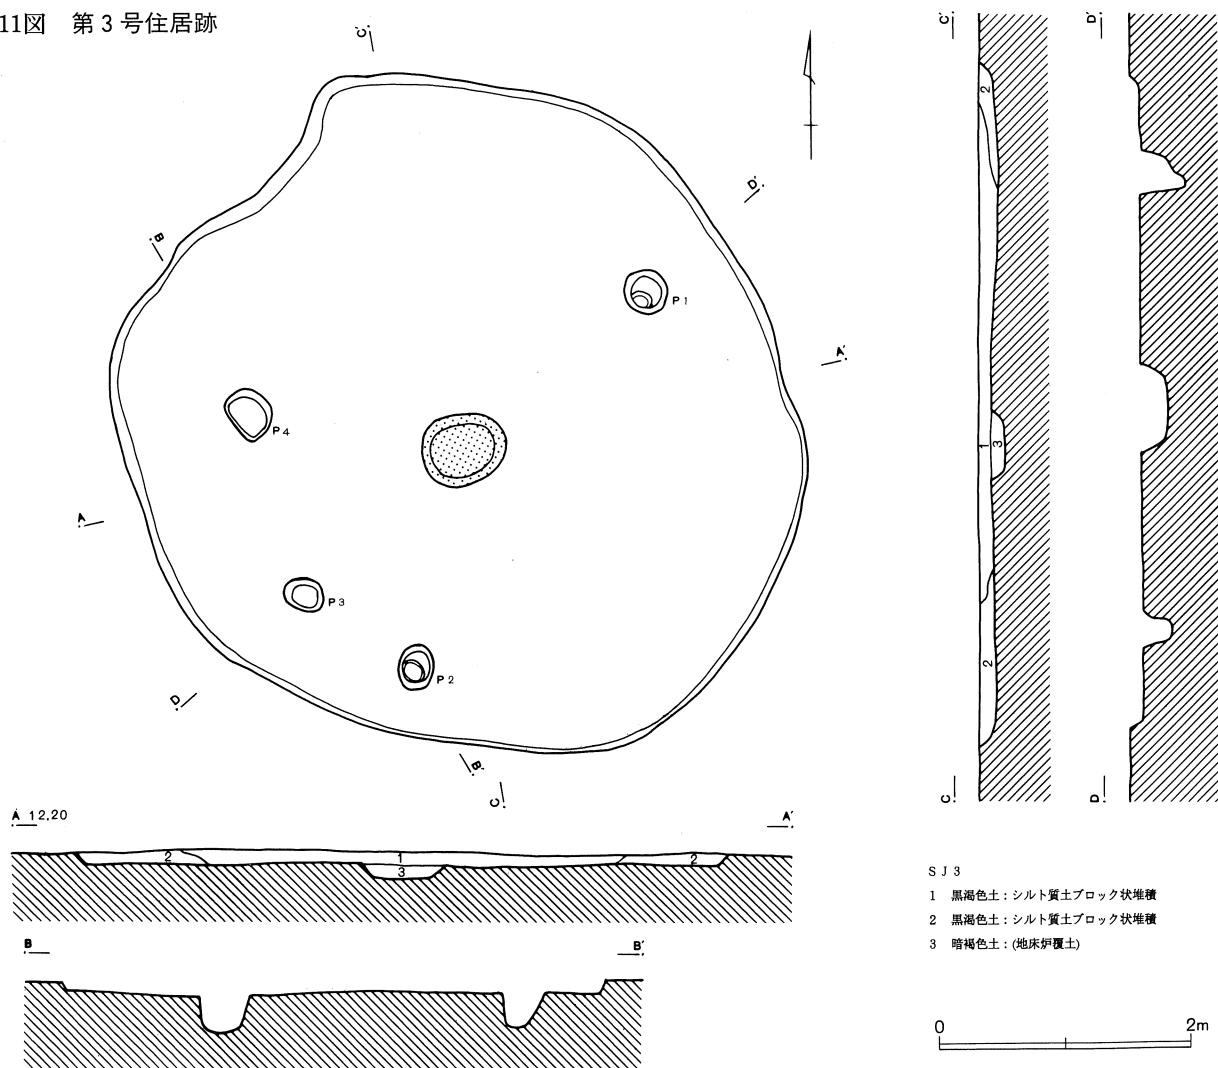 11図 第3号住居跡
C′
C′
D′
D′
B
P1
A′
P4
A
P3
P2
D
B′
C
2
1
3
2
C
D
A 12.20
A′
2
1
2
3
B
B′
SJ3
1 黒渇色土：シルト質土ブロック状堆積
2 黒渇色土：シルト質土ブロック状堆積
3 暗褐色土：(地床炉覆土)
0
2m